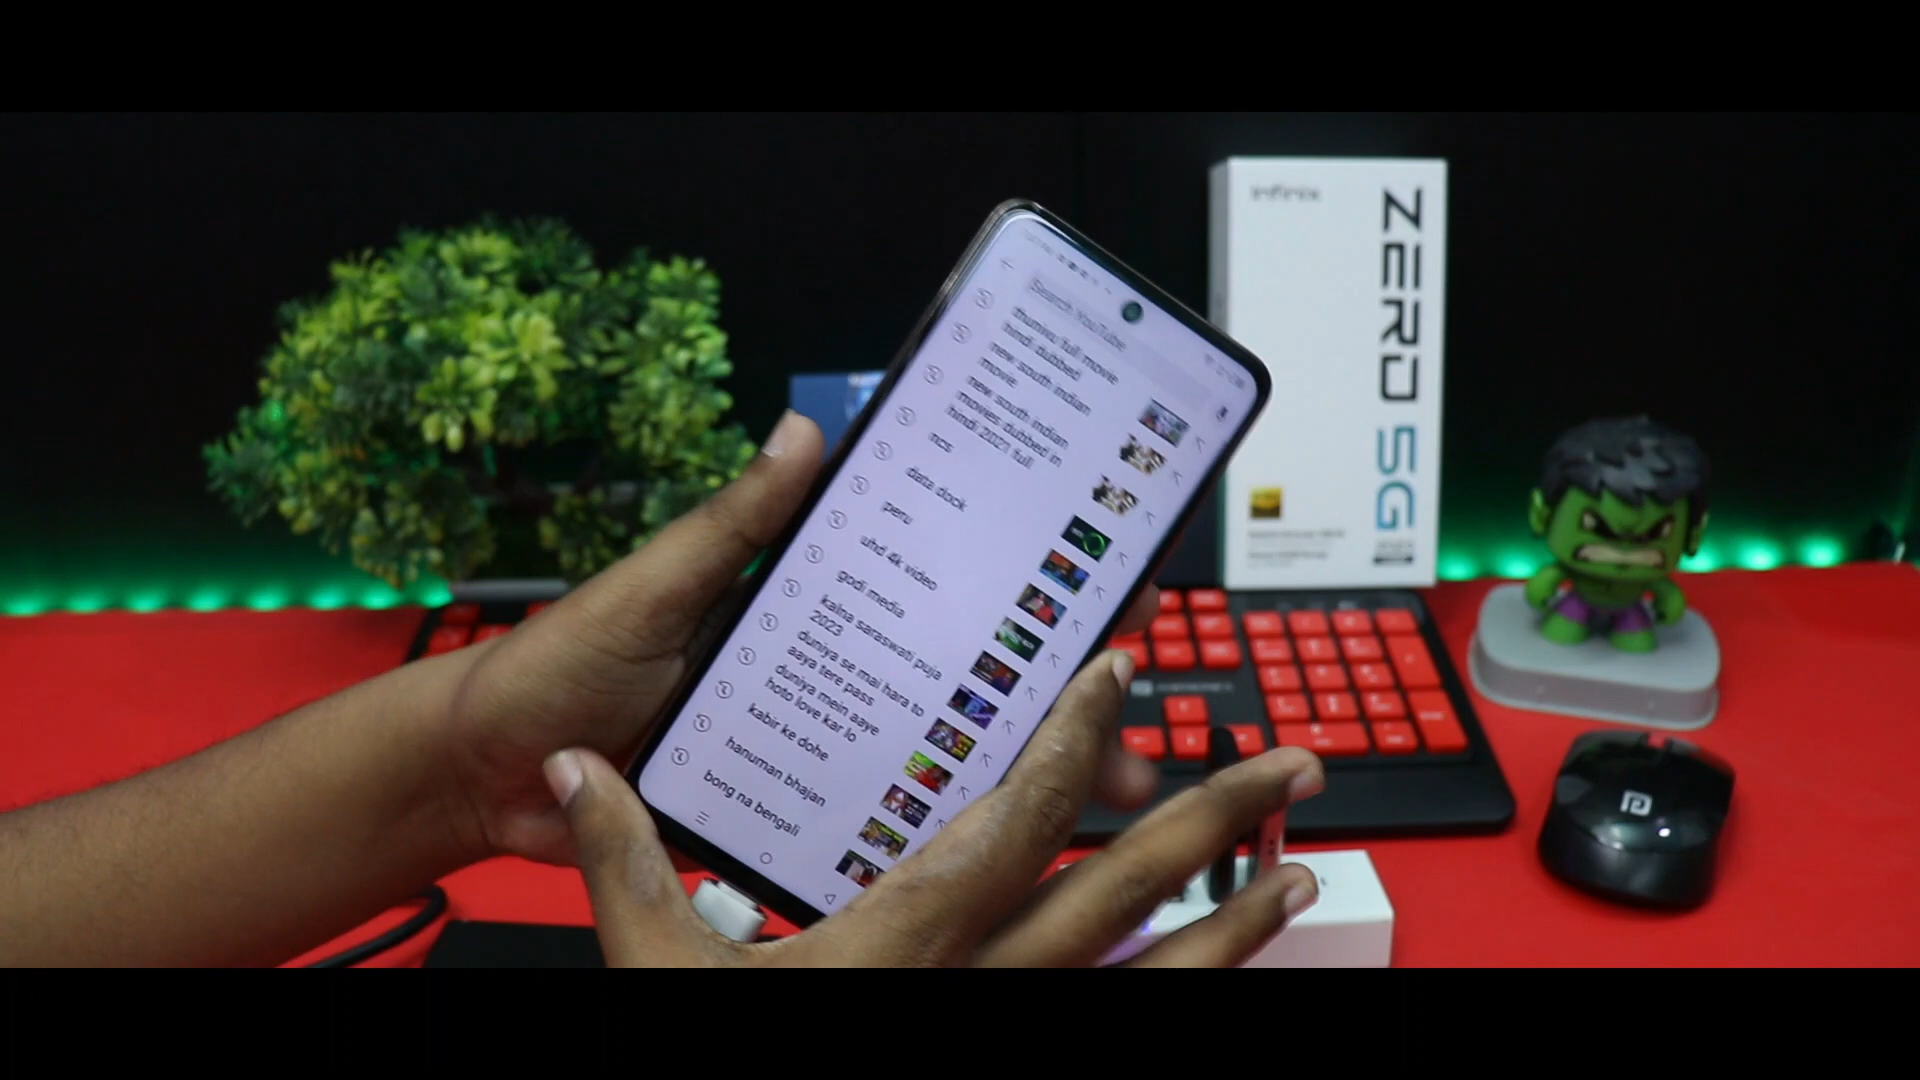 Search YouTube
thunivu full movie
hindi dubbed
new south indian
movie
new south indian
movies dubbed in
hindi 2021 full
ncs
data dock
peru
uhd 4k video
godi media
kalna saraswati puja
2023
duniya se mai hara to
aaya tere pass
duniya mein aaye
hoto love kar lo
kabir ke dohe
hanuman bhajan
bong na bengali
Infinix
ZERO 5G